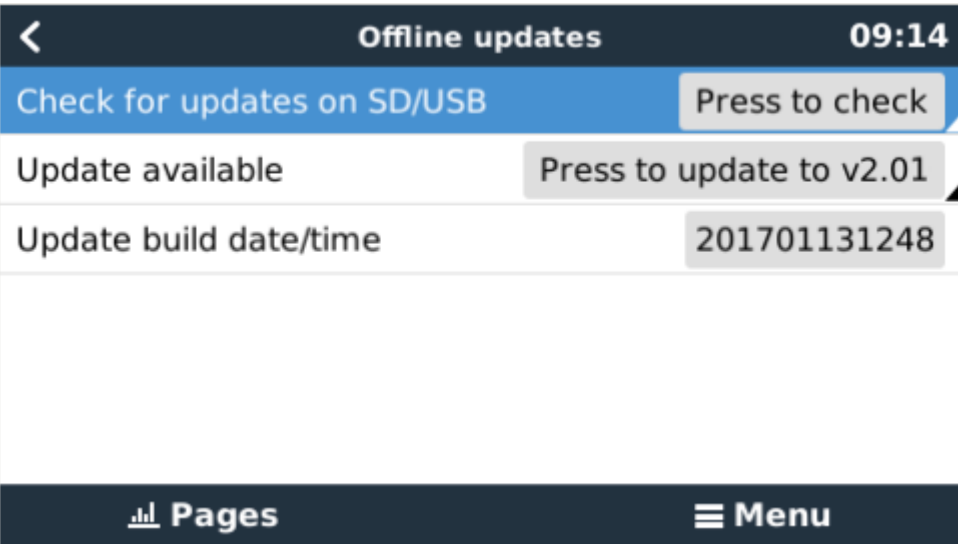 Offline updates 09:14
Check for updates on SD/USB Press to check
Update available Press to update to v2.01
Update build date/time 201701131248
Pages Menu